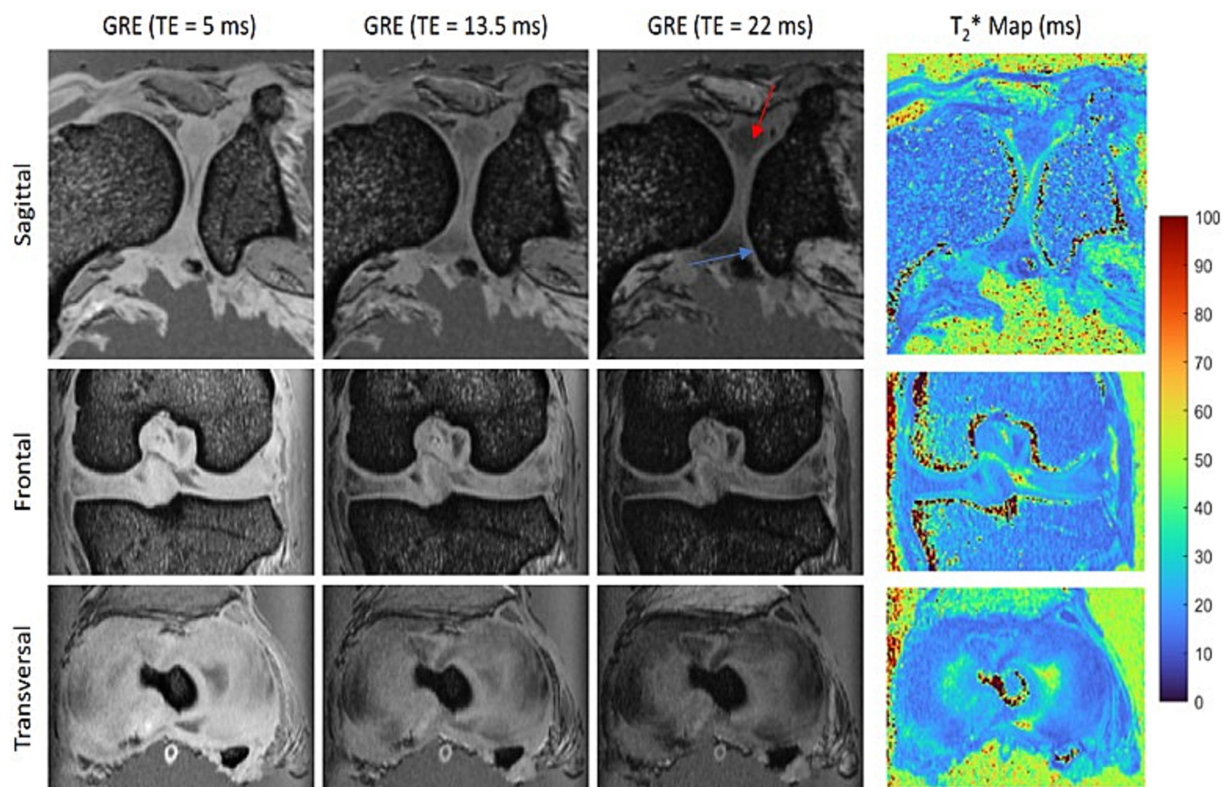 GRE (TE = 5 ms) GRE (TE = 13.5 ms) GRE (TE = 22 ms) T₂* Map (ms)
Sagittal
Frontal
Transversal
100
90
80
70
60
50
40
30
20
10
0